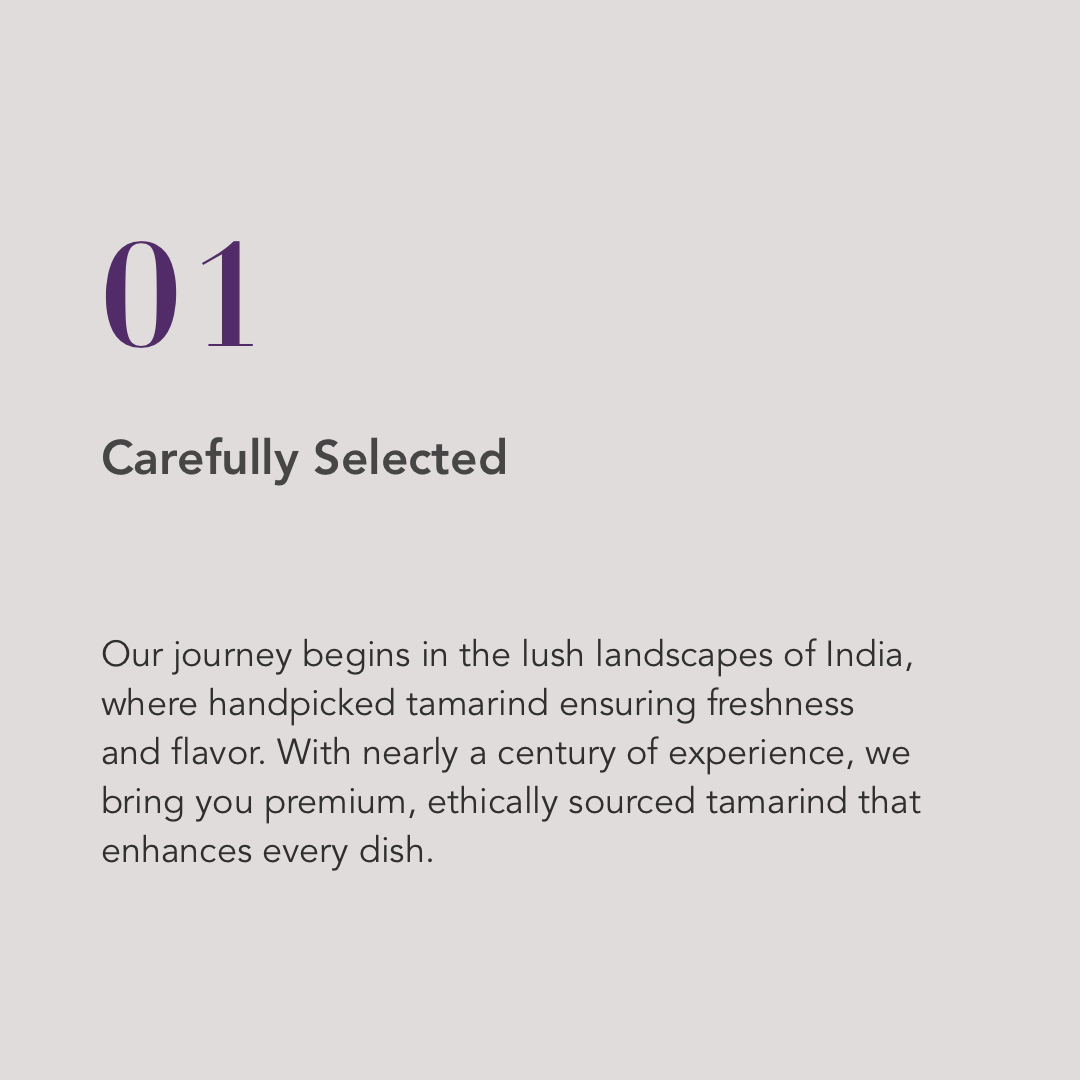 01
Carefully Selected
Our journey begins in the lush landscapes of India,
where handpicked tamarind ensuring freshness
and flavor. With nearly a century of experience, we
bring you premium, ethically sourced tamarind that
enhances every dish.